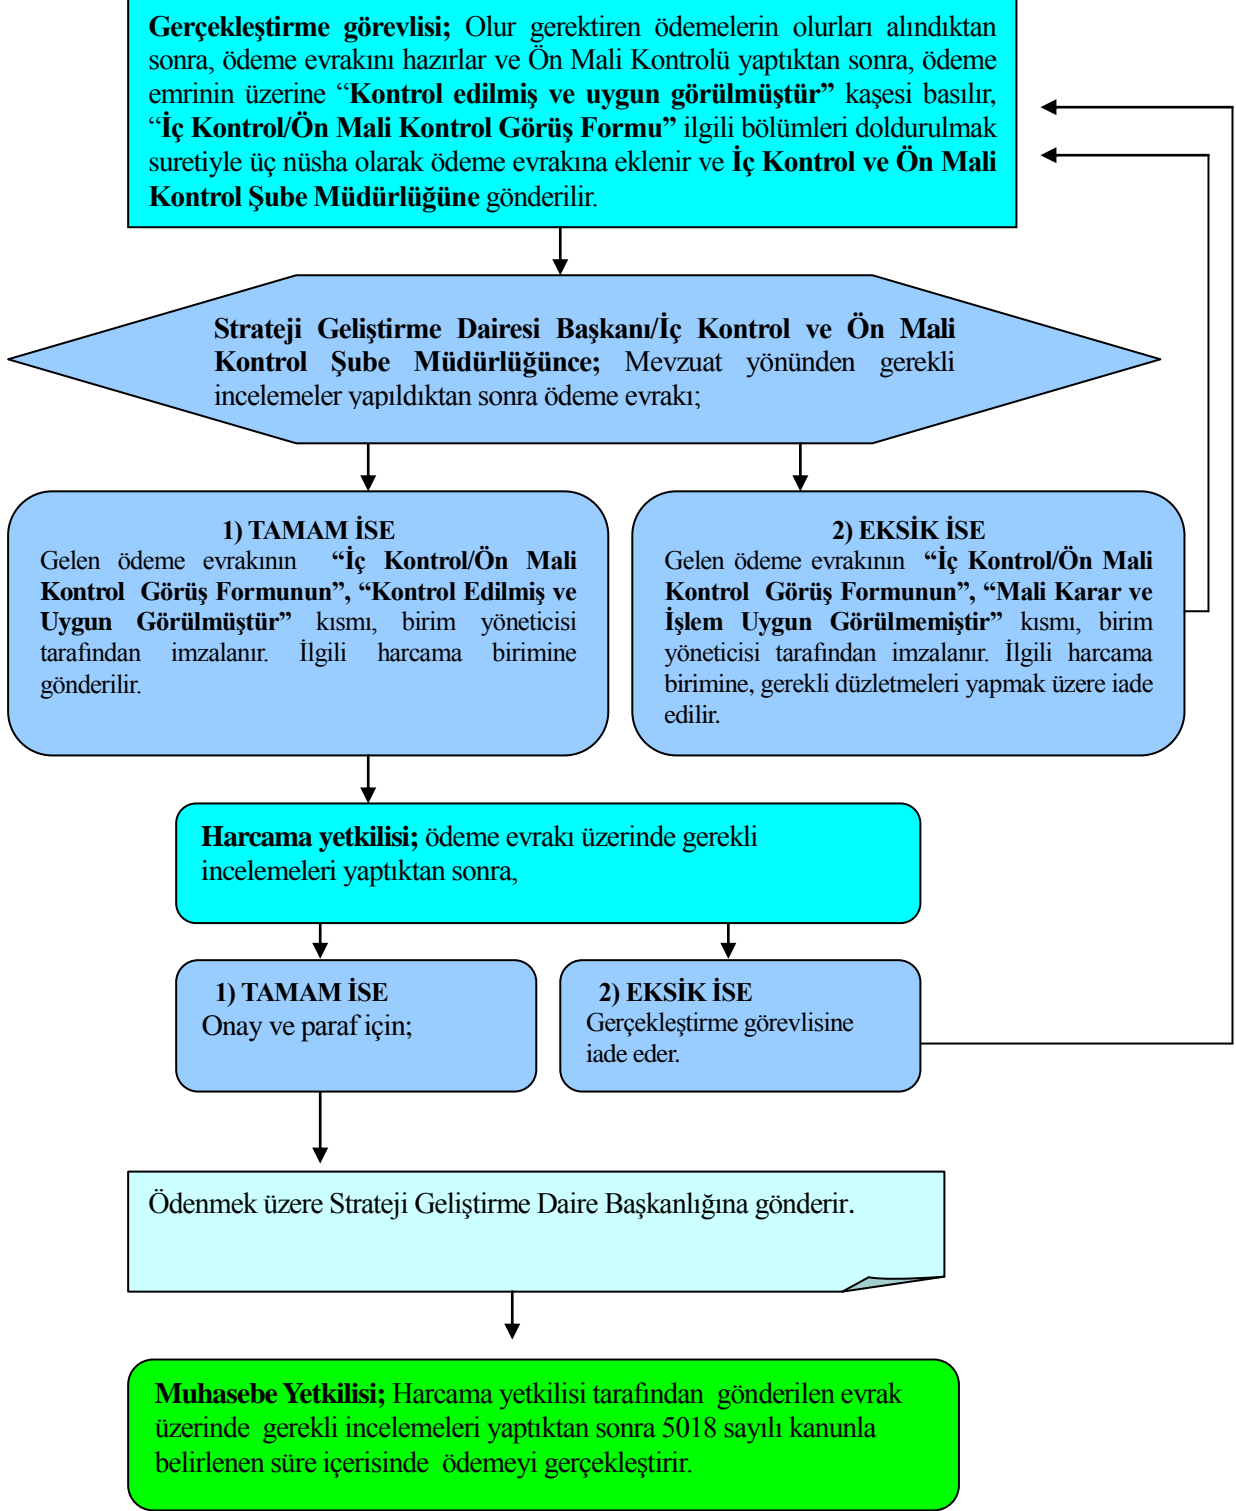 Gerçekleştirme görevlisi; Olur gerektiren ödemelerin olurları alındıktan
sonra, ödeme evrakını hazırlar ve Ön Mali Kontrolü yaptıktan sonra, ödeme
emrinin üzerine “Kontrol edilmiş ve uygun görülmüştür” kaşesi basılır,
“İç Kontrol/Ön Mali Kontrol Görüş Formu” ilgili bölümleri doldurulmak
suretiyle üç nüsha olarak ödeme evrakına eklenir ve İç Kontrol ve Ön Mali
Kontrol Şube Müdürlüğüne gönderilir.
Strateji Geliştirme Dairesi Başkanı/İç Kontrol ve Ön Mali
Kontrol Şube Müdürlüğünce; Mevzuat yönünden gerekli
incelemeler yapıldıktan sonra ödeme evrakı;
1) TAMAM İSE
Gelen ödeme evrakının “İç Kontrol/Ön Mali
Kontrol Görüş Formunun”, “Kontrol Edilmiş ve
Uygun Görülmüştür” kısmı, birim yöneticisi
tarafından imzalanır. İlgili harcama birimine
gönderilir.
2) EKSİK İSE
Gelen ödeme evrakının “İç Kontrol/Ön Mali
Kontrol Görüş Formunun”, “Mali Karar ve
İşlem Uygun Görülmemiştir” kısmı, birim
yöneticisi tarafından imzalanır. İlgili harcama
birimine, gerekli düzletmeleri yapmak üzere iade
edilir.
Harcama yetkilisi; ödeme evrakı üzerinde gerekli
incelemeleri yaptıktan sonra,
1) TAMAM İSE
Onay ve paraf için;
2) EKSİK İSE
Gerçekleştirme görevlisine
iade eder.
Ödenmek üzere Strateji Geliştirme Daire Başkanlığına gönderir.
Muhasebe Yetkilisi; Harcama yetkilisi tarafından gönderilen evrak
üzerinde gerekli incelemeleri yaptıktan sonra 5018 sayılı kanunla
belirlenen süre içerisinde ödemeyi gerçekleştirir.